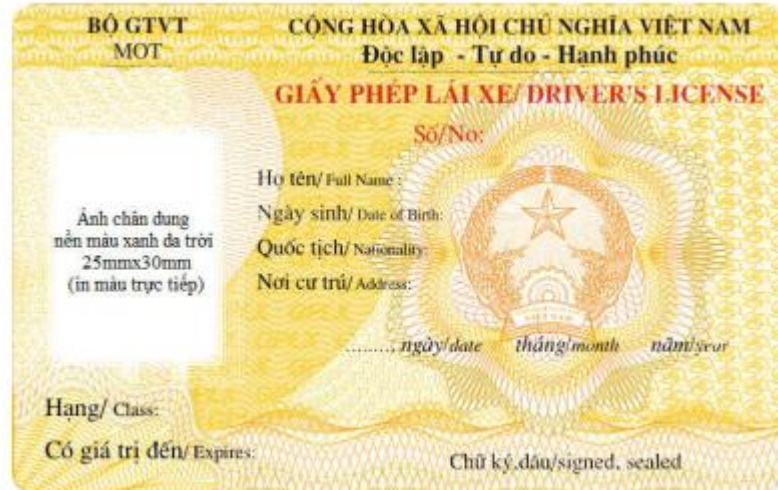 BỘ GTVT
MOT
CỘNG HÒA XÃ HỘI CHỦ NGHĨA VIỆT NAM
Độc lập - Tự do - Hanh phúc
GIẤY PHÉP LÁI XE/ DRIVER'S LICENSE
Số/No:
Ảnh chân dung
nền màu xanh da trời
25mmx30mm
(in màu trực tiếp)
Họ tên/ Full Name :
Ngày sinh/ Date of Birth:
Quốc tịch/ Nationality:
Nơi cư trú/ Address:
VIỆT NAM
........., ngày/date tháng/month năm/year
Hạng/ Class:
Có giá trị đến/ Expires:
Chữ ký,dấu/signed, sealed